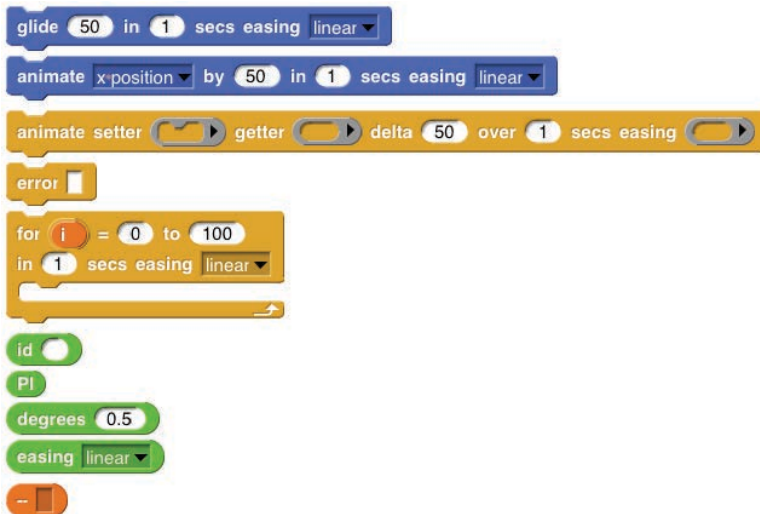 glide 50 in 1 secs easing linear
animate x position by 50 in 1 secs easing linear
animate setter getter delta 50 over 1 secs easing
error
for i = 0 to 100
in 1 secs easing linear
id
PI
degrees 0.5
easing linear
--